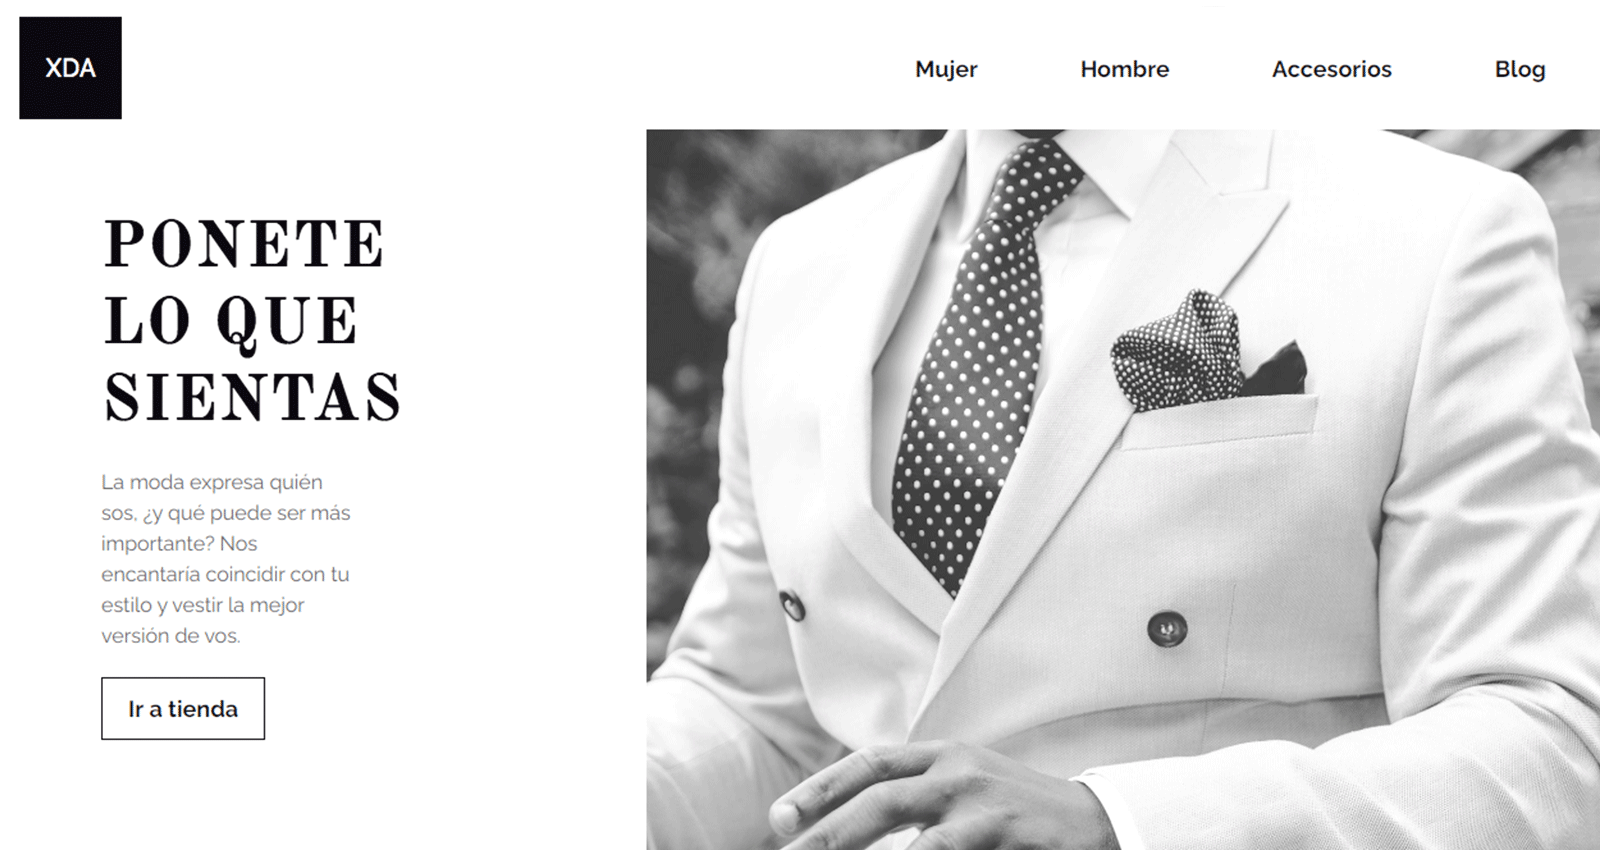 XDA
Mujer
Hombre
Accesorios
Blog
PONETE
LO QUE
SIENTAS
La moda expresa quién
sos, ¿y qué puede ser más
importante? Nos
encantaría coincidir con tu
estilo y vestir la mejor
versión de vos.
Ir a tienda